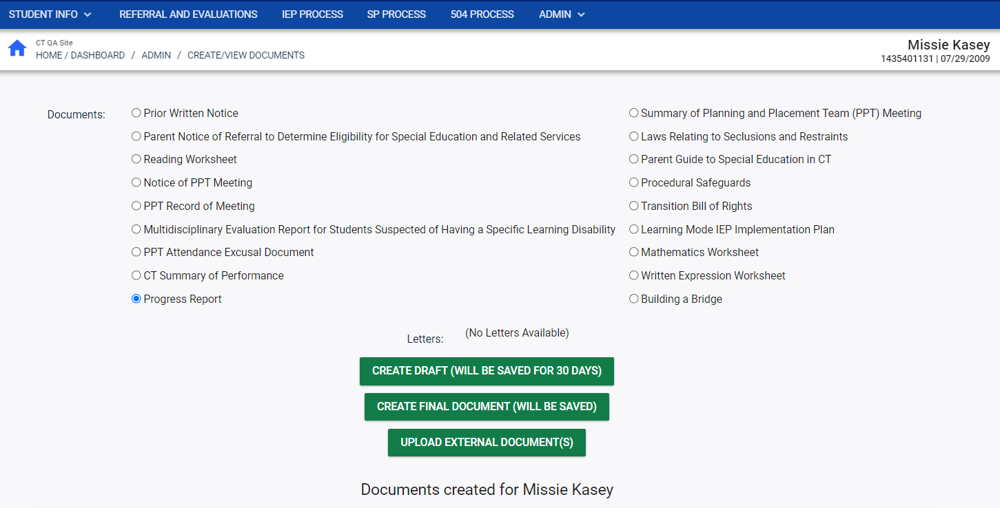 STUDENT INFO REFERRAL AND EVALUATIONS IEP PROCESS SP PROCESS 504 PROCESS ADMIN
CT QA Site
HOME / DASHBOARD / ADMIN / CREATE/VIEW DOCUMENTS
Missie Kasey
1435401131 | 07/29/2009
Documents:
Prior Written Notice
Parent Notice of Referral to Determine Eligibility for Special Education and Related Services
Reading Worksheet
Notice of PPT Meeting
PPT Record of Meeting
Multidisciplinary Evaluation Report for Students Suspected of Having a Specific Learning Disability
PPT Attendance Excusal Document
CT Summary of Performance
Progress Report
Summary of Planning and Placement Team (PPT) Meeting
Laws Relating to Seclusions and Restraints
Parent Guide to Special Education in CT
Procedural Safeguards
Transition Bill of Rights
Learning Mode IEP Implementation Plan
Mathematics Worksheet
Written Expression Worksheet
Building a Bridge
Letters: (No Letters Available)
CREATE DRAFT (WILL BE SAVED FOR 30 DAYS)
CREATE FINAL DOCUMENT (WILL BE SAVED)
UPLOAD EXTERNAL DOCUMENT(S)
Documents created for Missie Kasey